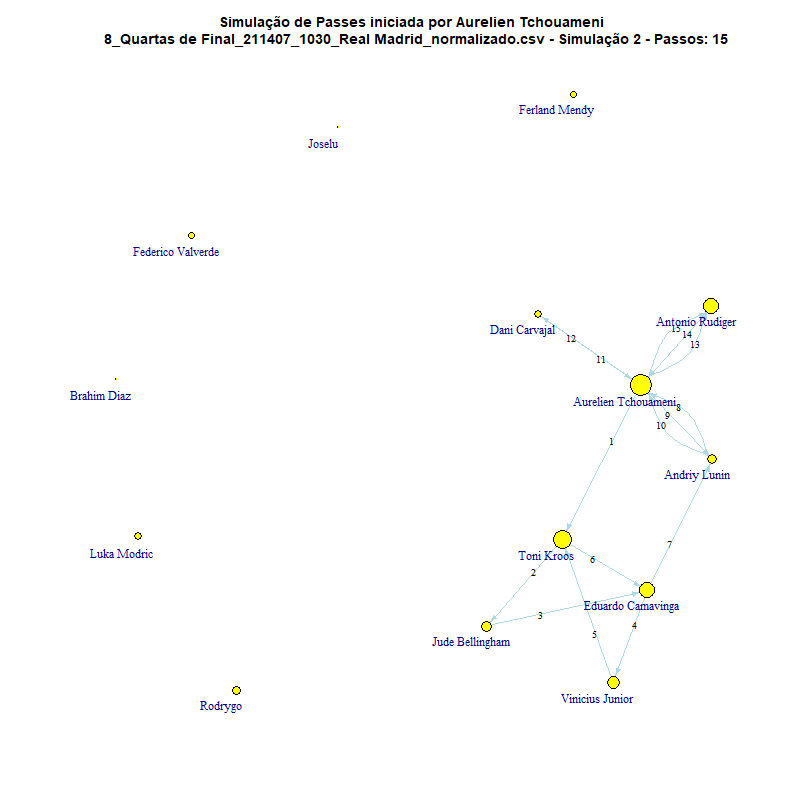 Simulação de Passes iniciada por Aurelien Tchouameni
8_Quartas de Final_211407_1030_Real Madrid_normalizado.csv - Simulação 2 - Passos: 15
Ferland Mendy
Joselu
Federico Valverde
Antonio Rudiger
15
14
13
Dani Carvajal
12
11
Brahim Diaz
Aurelien Tchouameni
8
9
10
1
Andriy Lunin
7
Luka Modric
Toni Kroos
6
2
Eduardo Camavinga
3
4
5
Jude Bellingham
Vinicius Junior
Rodrygo